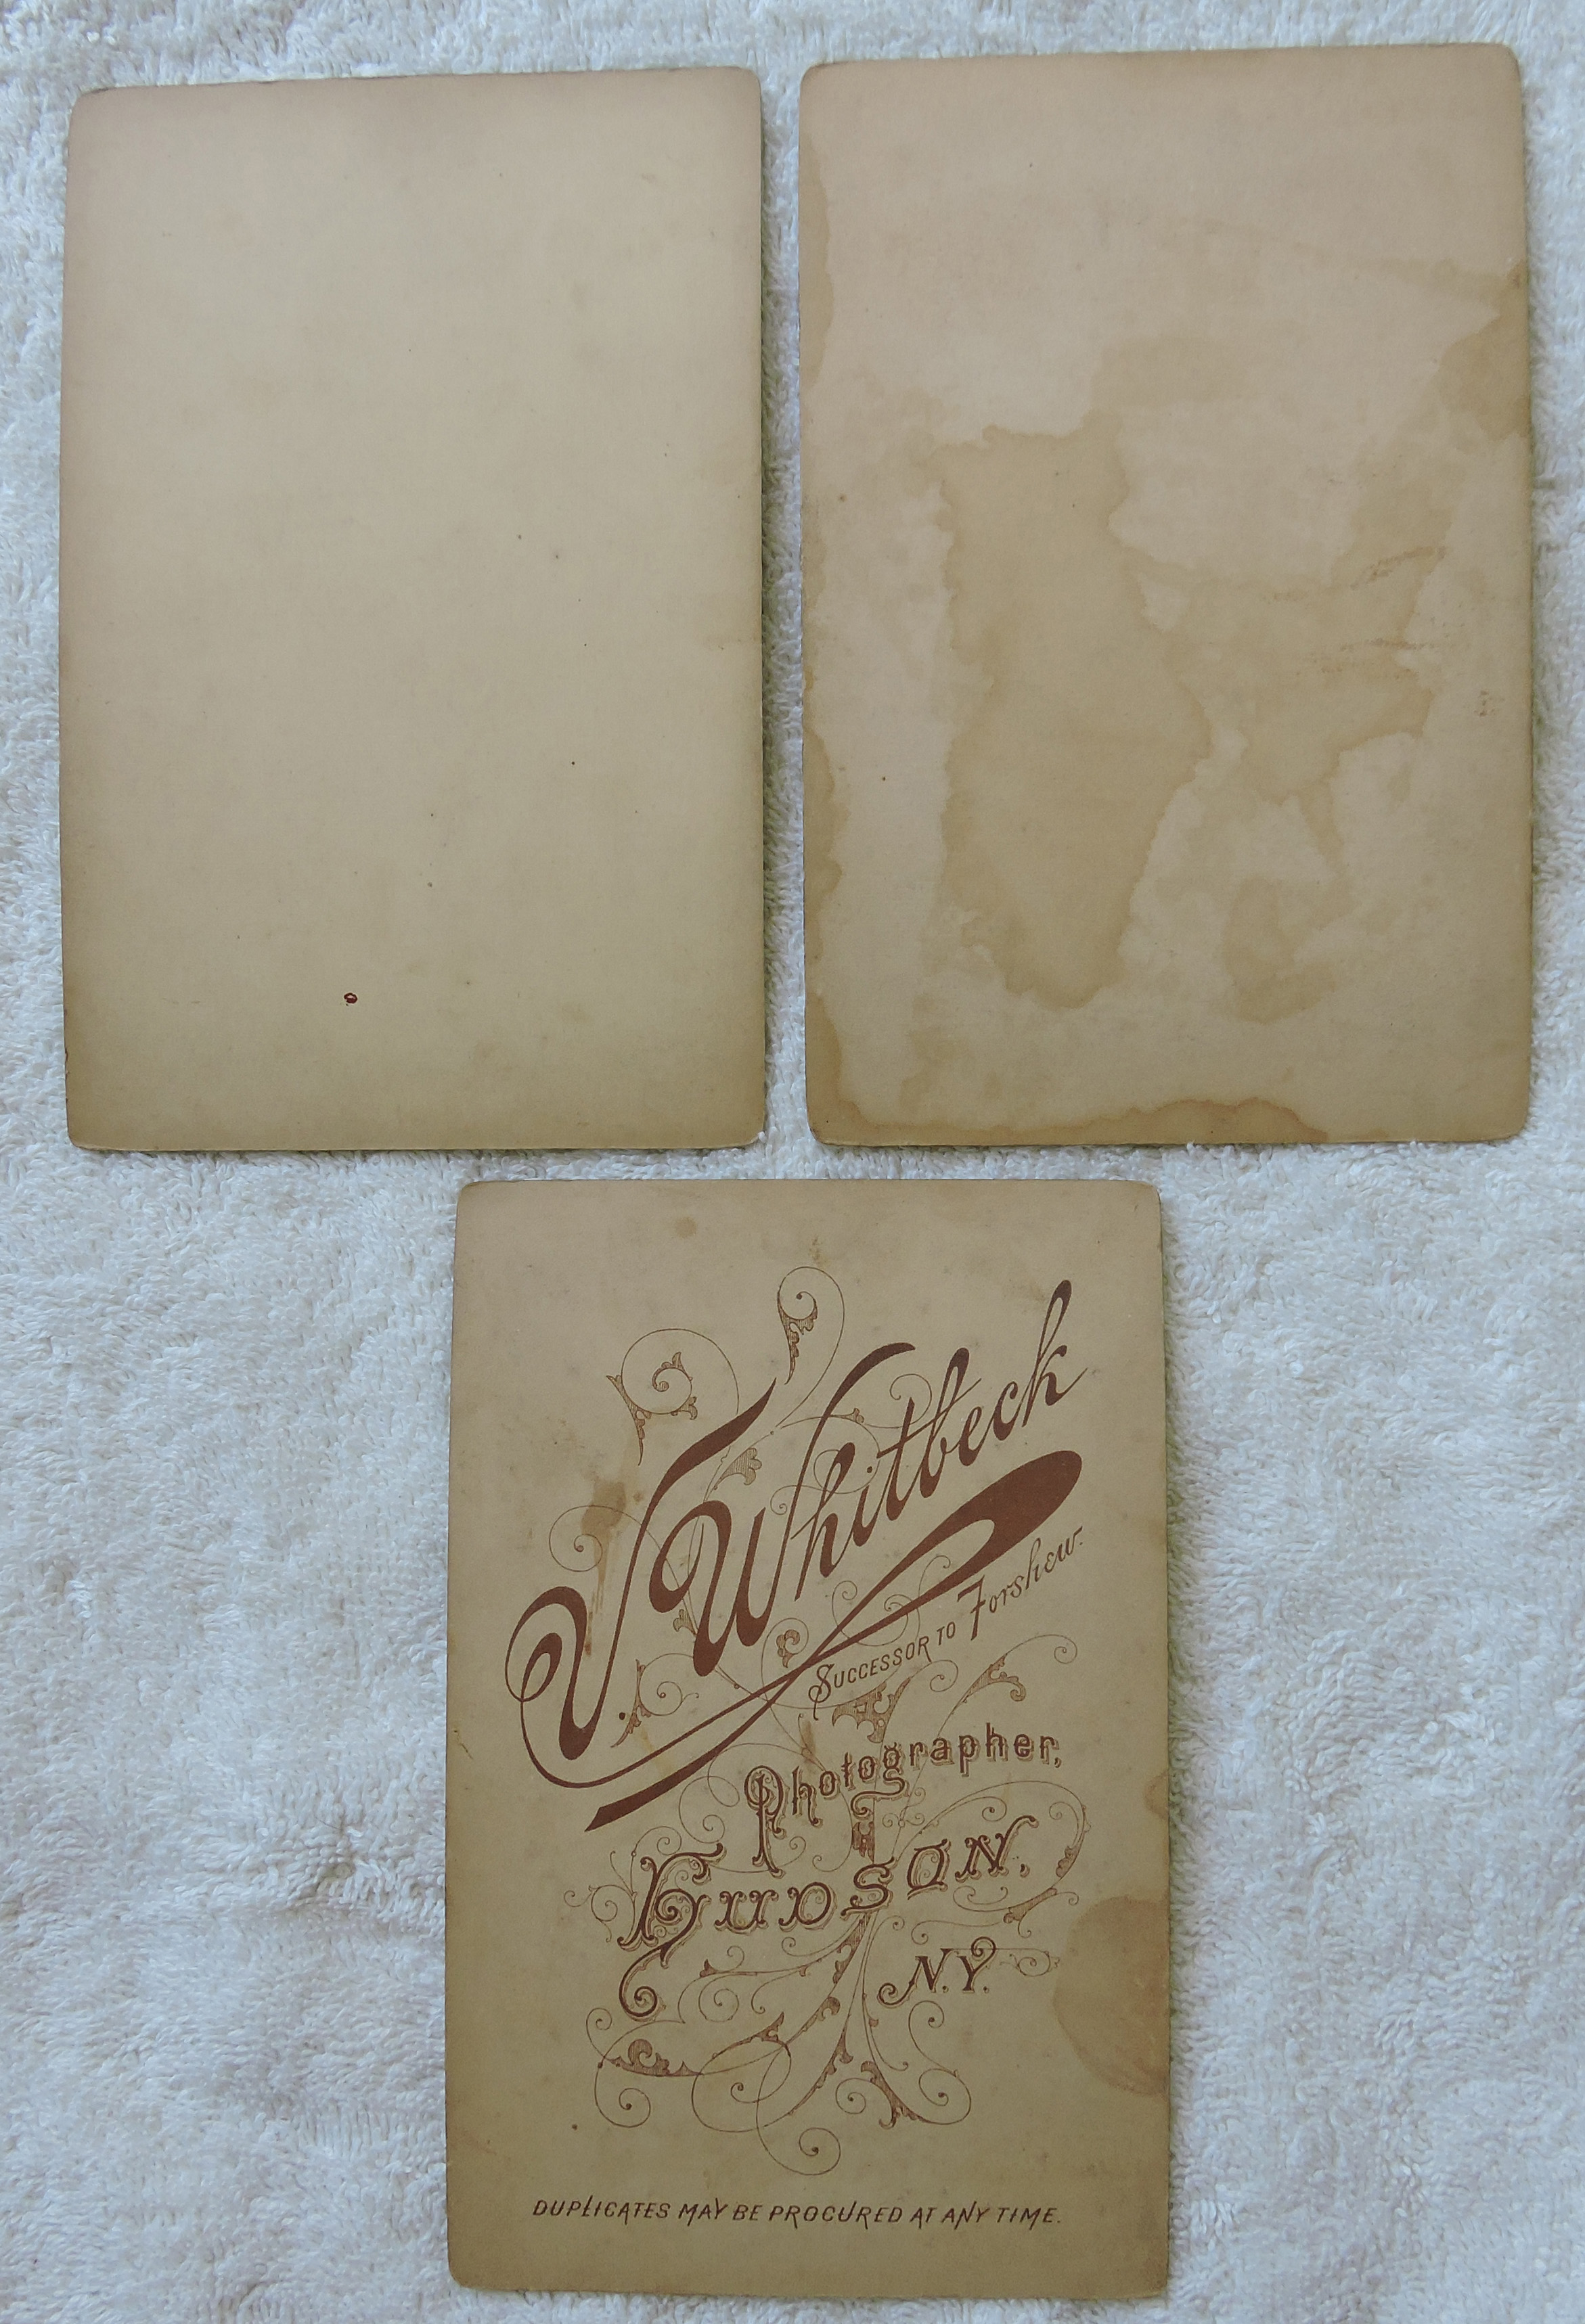 V Whitbeck
Successor to Forshew.
Photographer,
Hudson,
N.Y.
DUPLICATES MAY BE PROCURED AT ANY TIME.